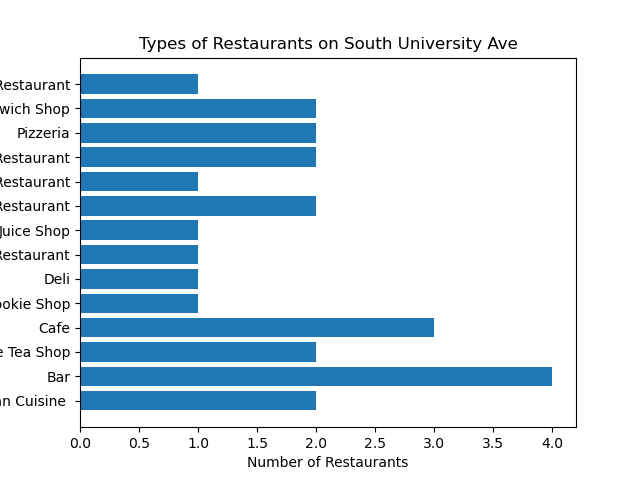 Types of Restaurants on South University Ave
Restaurant
wich Shop
Pizzeria
Restaurant
Restaurant
Restaurant
Juice Shop
Restaurant
Deli
ookie Shop
Cafe
e Tea Shop
Bar
an Cuisine
0.0 0.5 1.0 1.5 2.0 2.5 3.0 3.5 4.0
Number of Restaurants